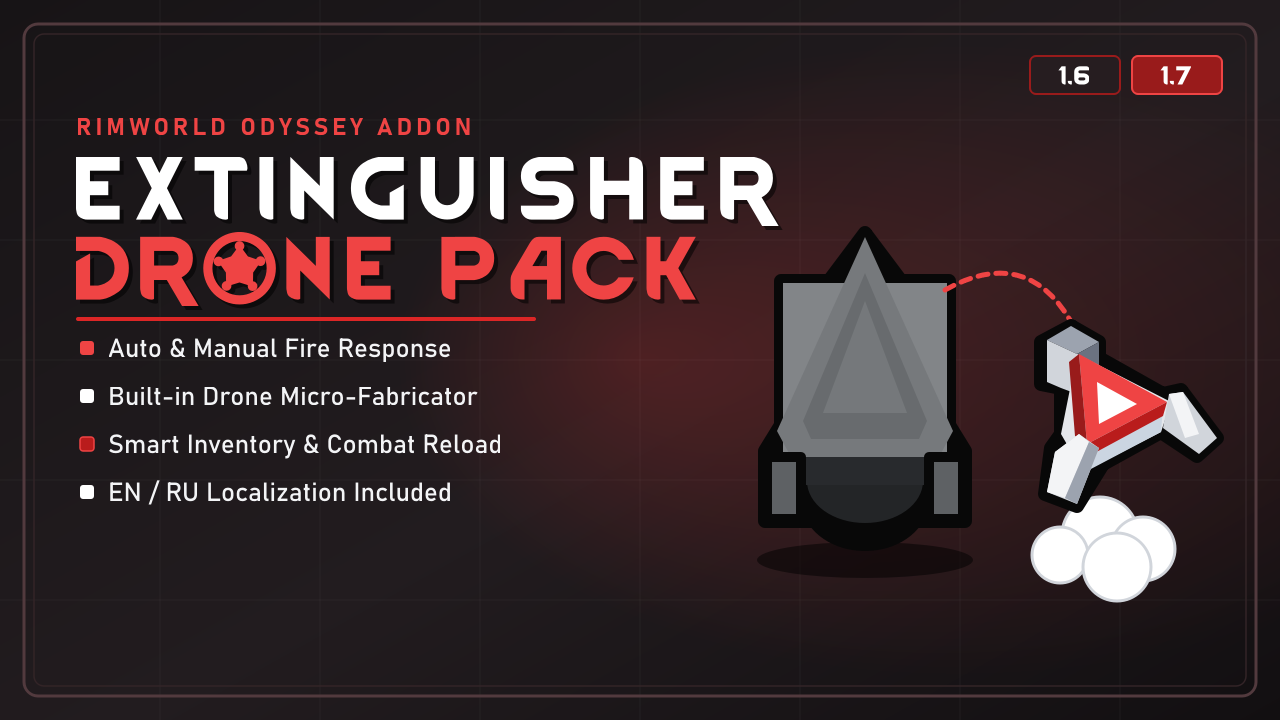 1.6
1.7
RIMWORLD ODYSSEY ADDON
EXTINGUISHER
DRONE PACK
Auto & Manual Fire Response
Built-in Drone Micro-Fabricator
Smart Inventory & Combat Reload
EN / RU Localization Included